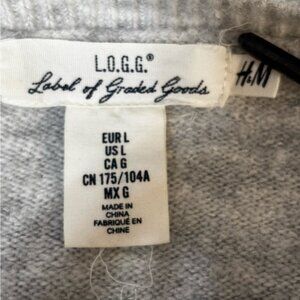 L.O.G.G.®
Label of Graded Goods
H&M
EUR L
US L
CA G
CN 175/104A
MX G
MADE IN
CHINA
FABRIQUÉ EN
CHINE